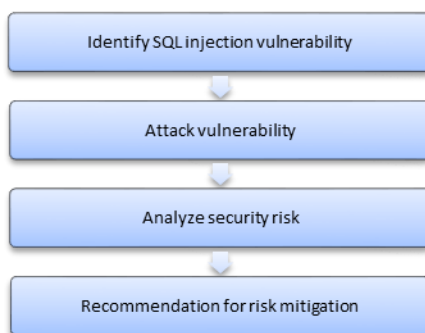 Identify SQL injection vulnerability
Attack vulnerability
Analyze security risk
Recommendation for risk mitigation